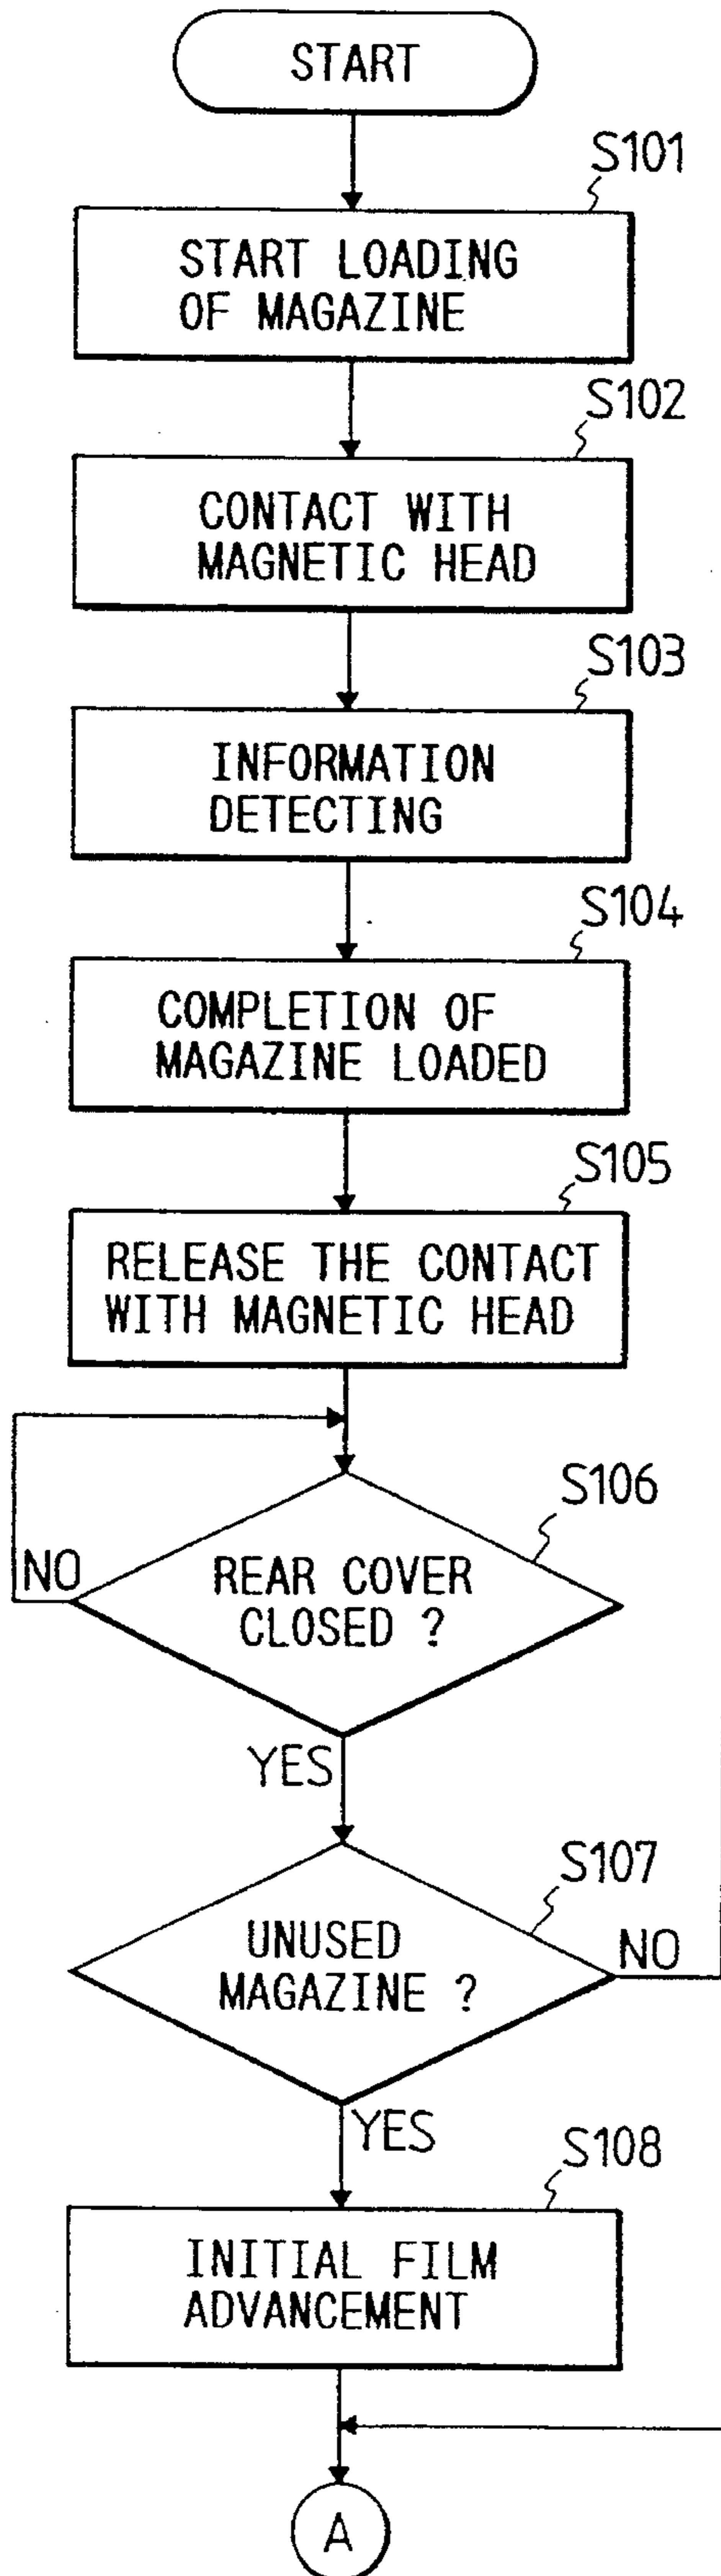 START
S101
START LOADING
OF MAGAZINE
S102
CONTACT WITH
MAGNETIC HEAD
S103
INFORMATION
DETECTING
S104
COMPLETION OF
MAGAZINE LOADED
S105
RELEASE THE CONTACT
WITH MAGNETIC HEAD
S106
NO
REAR COVER
CLOSED ?
YES
S107
UNUSED
MAGAZINE ?
NO
YES
S108
INITIAL FILM
ADVANCEMENT
A